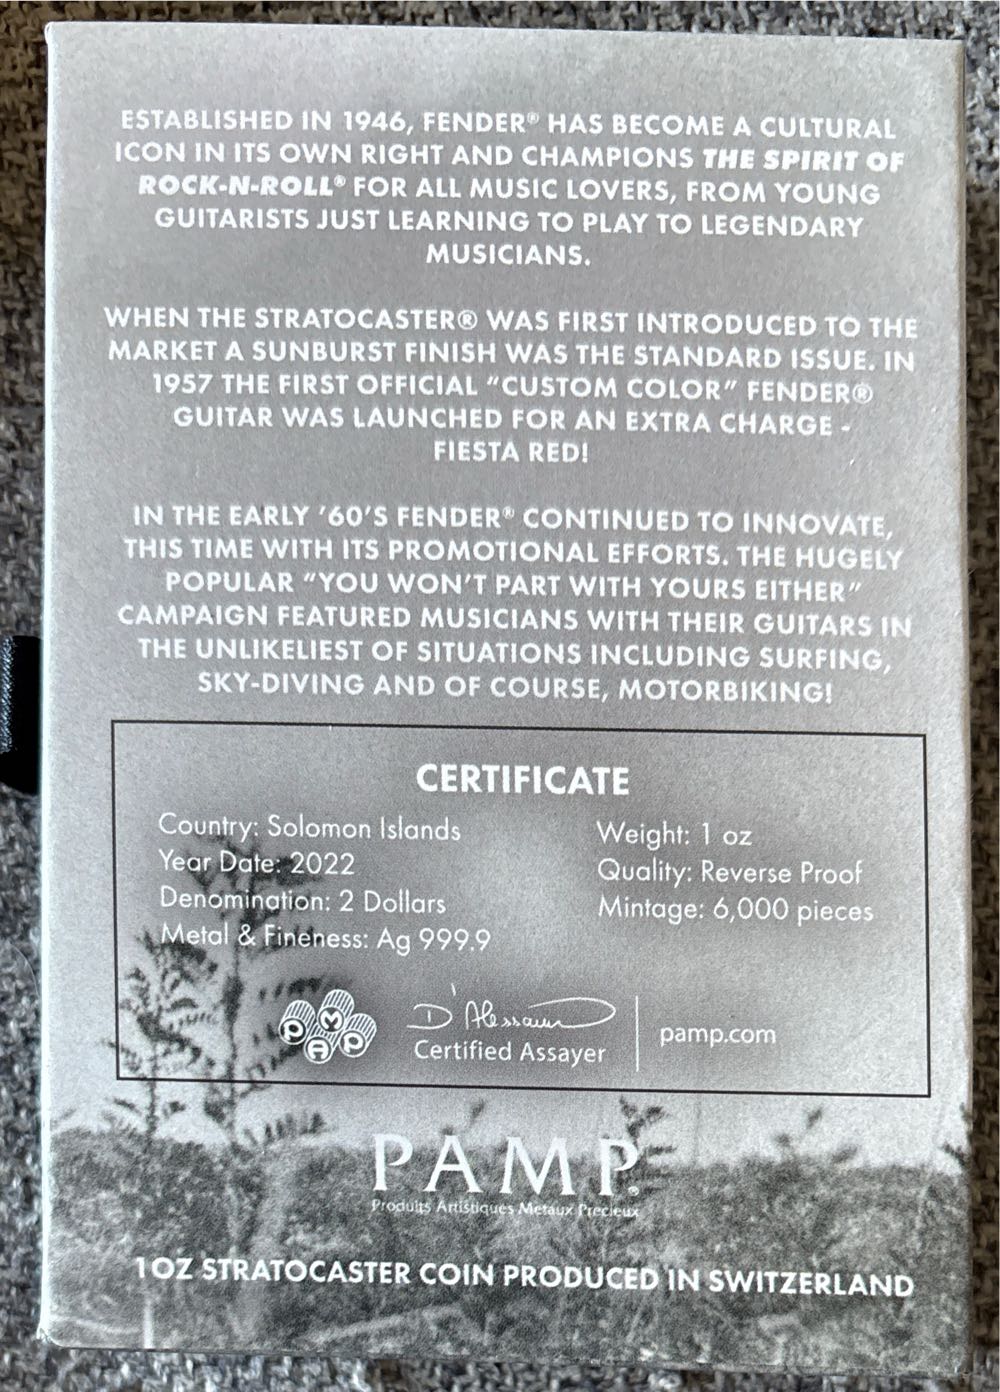 ESTABLISHED IN 1946, FENDER® HAS BECOME A CULTURAL
ICON IN ITS OWN RIGHT AND CHAMPIONS THE SPIRIT OF
ROCK-N-ROLL® FOR ALL MUSIC LOVERS, FROM YOUNG
GUITARISTS JUST LEARNING TO PLAY TO LEGENDARY
MUSICIANS.
WHEN THE STRATOCASTER® WAS FIRST INTRODUCED TO THE
MARKET A SUNBURST FINISH WAS THE STANDARD ISSUE. IN
1957 THE FIRST OFFICIAL “CUSTOM COLOR” FENDER®
GUITAR WAS LAUNCHED FOR AN EXTRA CHARGE -
FIESTA RED!
IN THE EARLY ’60’S FENDER® CONTINUED TO INNOVATE,
THIS TIME WITH ITS PROMOTIONAL EFFORTS. THE HUGELY
POPULAR “YOU WON’T PART WITH YOURS EITHER”
CAMPAIGN FEATURED MUSICIANS WITH THEIR GUITARS IN
THE UNLIKELIEST OF SITUATIONS INCLUDING SURFING,
SKY-DIVING AND OF COURSE, MOTORBIKING!
CERTIFICATE
Country: Solomon Islands
Year Date: 2022
Denomination: 2 Dollars
Metal & Fineness: Ag 999.9
Weight: 1 oz
Quality: Reverse Proof
Mintage: 6,000 pieces
PAMP
D'Alessann
Certified Assayer
pamp.com
PAMP®
Produits Artistiques Métaux Précieux
1OZ STRATOCASTER COIN PRODUCED IN SWITZERLAND